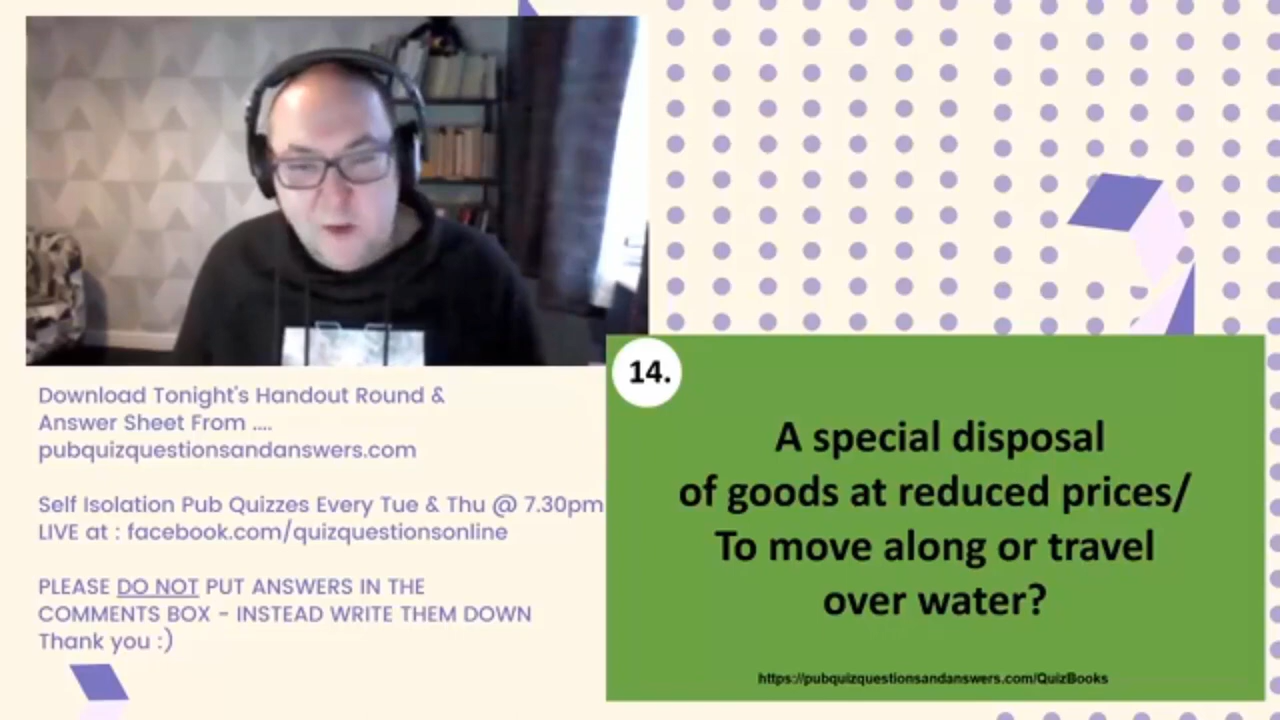 Download Tonight's Handout Round &
Answer Sheet From ....
pubquizquestionsandanswers.com
Self Isolation Pub Quizzes Every Tue & Thu @ 7.30pm
LIVE at : facebook.com/quizquestionsonline
PLEASE DO NOT PUT ANSWERS IN THE
COMMENTS BOX - INSTEAD WRITE THEM DOWN
Thank you :)
14.
A special disposal
of goods at reduced prices/
To move along or travel
over water?
https://pubquizquestionsandanswers.com/QuizBooks